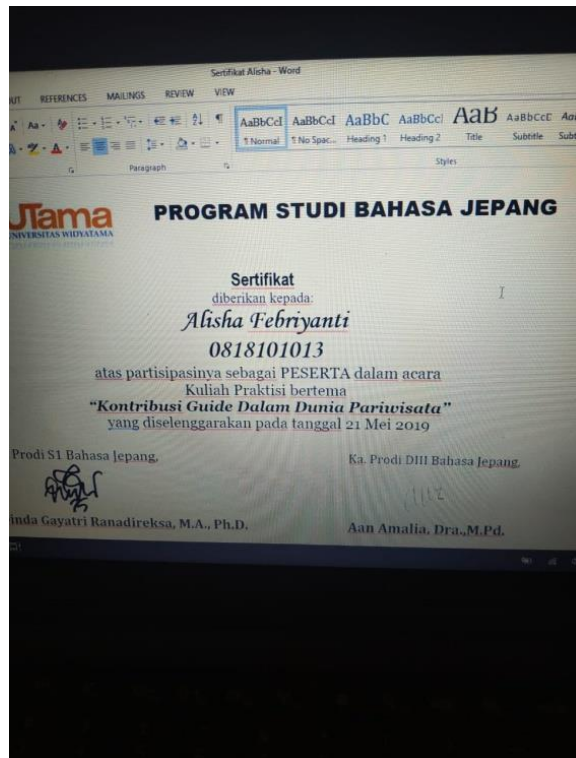 Sertifikat Alisha - Word
REFERENCES MAILINGS REVIEW VIEW
AaBbCcI AaBbCcI AaBbC AaBbCcl AaB AaBbCcC
¶ Normal ¶ No Spac... Heading 1 Heading 2 Title Subtitle
Paragraph Styles
UTama
UNIVERSITAS WIDYATAMA
PROGRAM STUDI BAHASA JEPANG
Sertifikat
diberikan kepada:
Alisha Febriyanti
0818101013
atas partisipasinya sebagai PESERTA dalam acara
Kuliah Praktisi bertema
“Kontribusi Guide Dalam Dunia Pariwisata”
yang diselenggarakan pada tanggal 21 Mei 2019
Prodi S1 Bahasa Jepang, Ka. Prodi DIII Bahasa Jepang,
inda Gayatri Ranadireksa, M.A., Ph.D. Aan Amalia, Dra.,M.Pd.